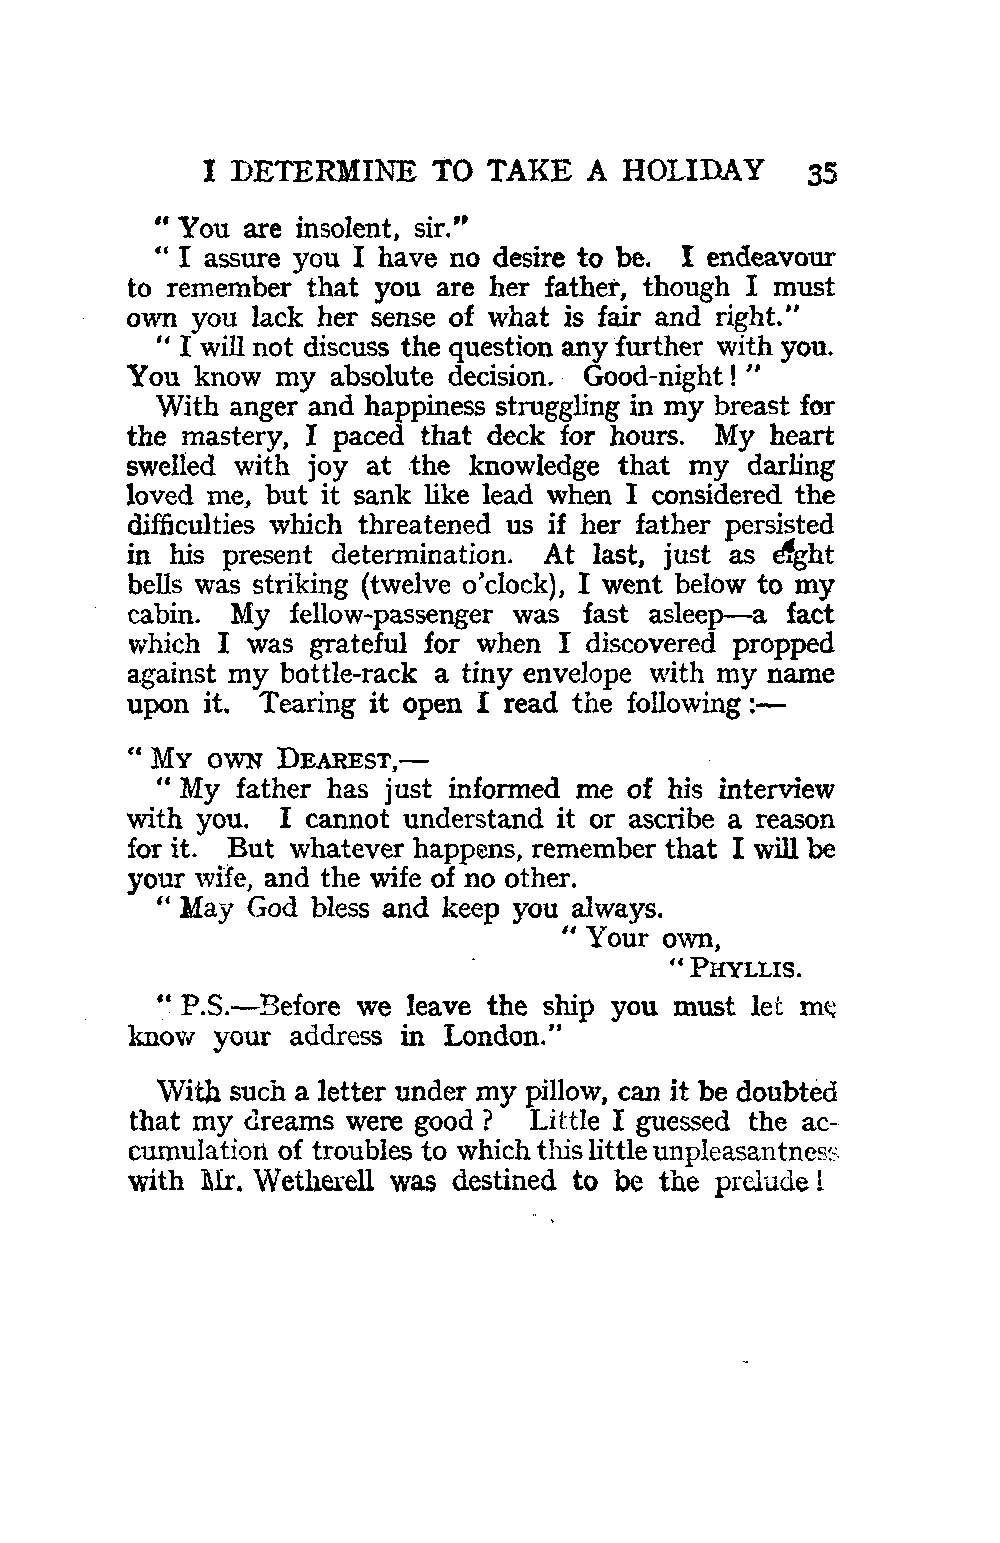 I DETERMINE TO TAKE A HOLIDAY 35
" You are insolent, sir."
" I assure you I have no desire to be. I endeavour
to remember that you are her father, though I must
own you lack her sense of what is fair and right."
" I will not discuss the question any further with you.
You know my absolute decision. Good-night ! "
With anger and happiness struggling in my breast for
the mastery, I paced that deck for hours. My heart
swelled with joy at the knowledge that my darling
loved me, but it sank like lead when I considered the
difficulties which threatened us if her father persisted
in his present determination. At last, just as eight
bells was striking (twelve o'clock), I went below to my
cabin. My fellow-passenger was fast asleep—a fact
which I was grateful for when I discovered propped
against my bottle-rack a tiny envelope with my name
upon it. Tearing it open I read the following :—
" MY OWN DEAREST,—
" My father has just informed me of his interview
with you. I cannot understand it or ascribe a reason
for it. But whatever happens, remember that I will be
your wife, and the wife of no other.
" May God bless and keep you always.
" Your own,
" PHYLLIS.
" P.S.—Before we leave the ship you must let me
know your address in London."
With such a letter under my pillow, can it be doubted
that my dreams were good ? Little I guessed the ac-
cumulation of troubles to which this little unpleasantness
with Mr. Wetherell was destined to be the prelude !